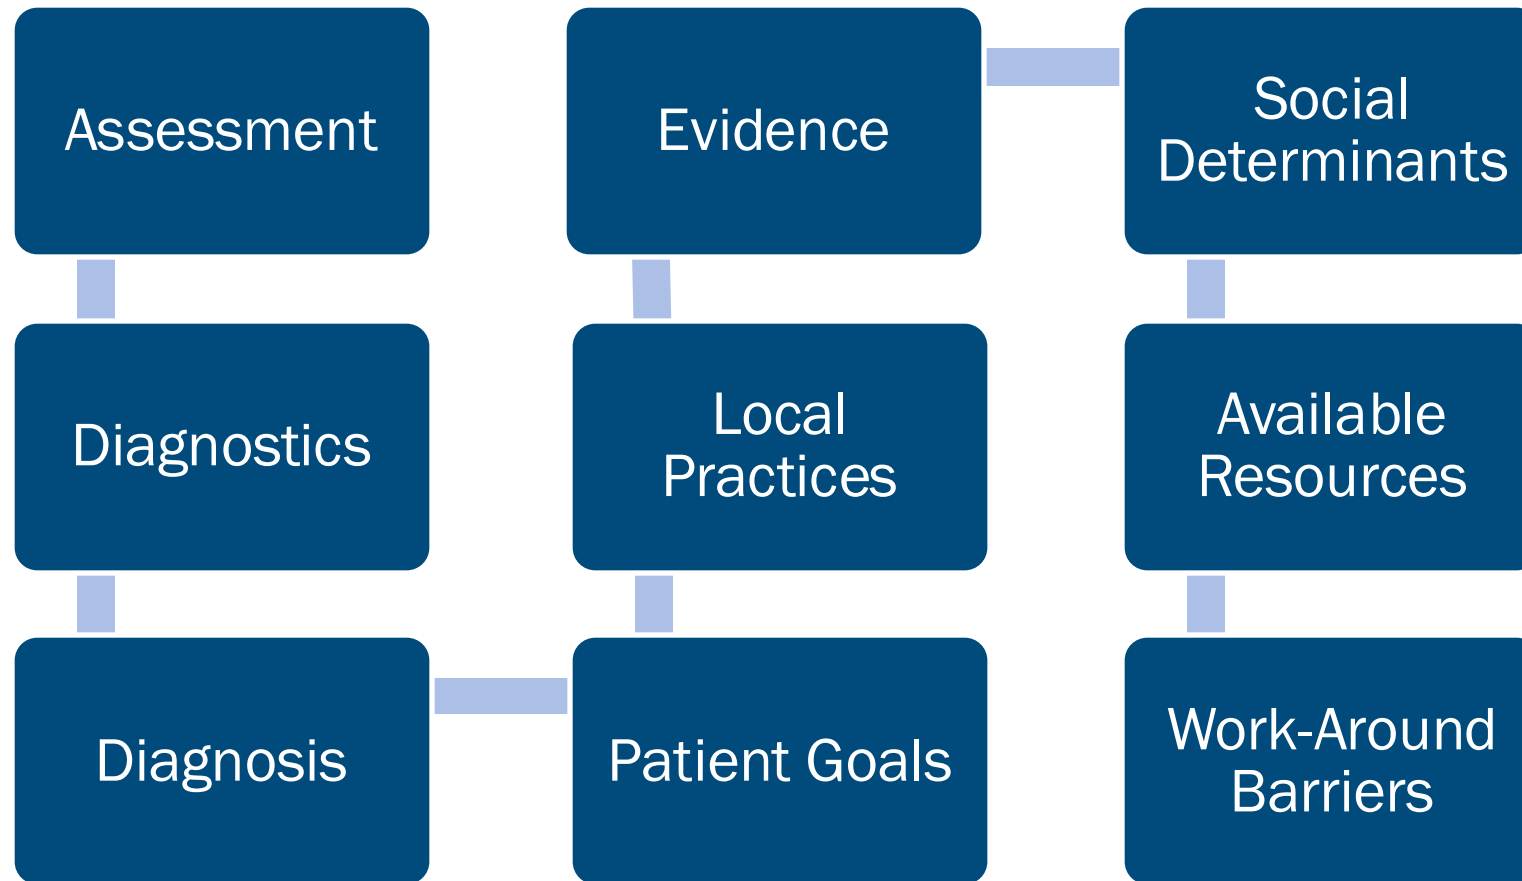 Assessment
Diagnostics
Diagnosis
Patient Goals
Local
Practices
Evidence
Social
Determinants
Available
Resources
Work-Around
Barriers